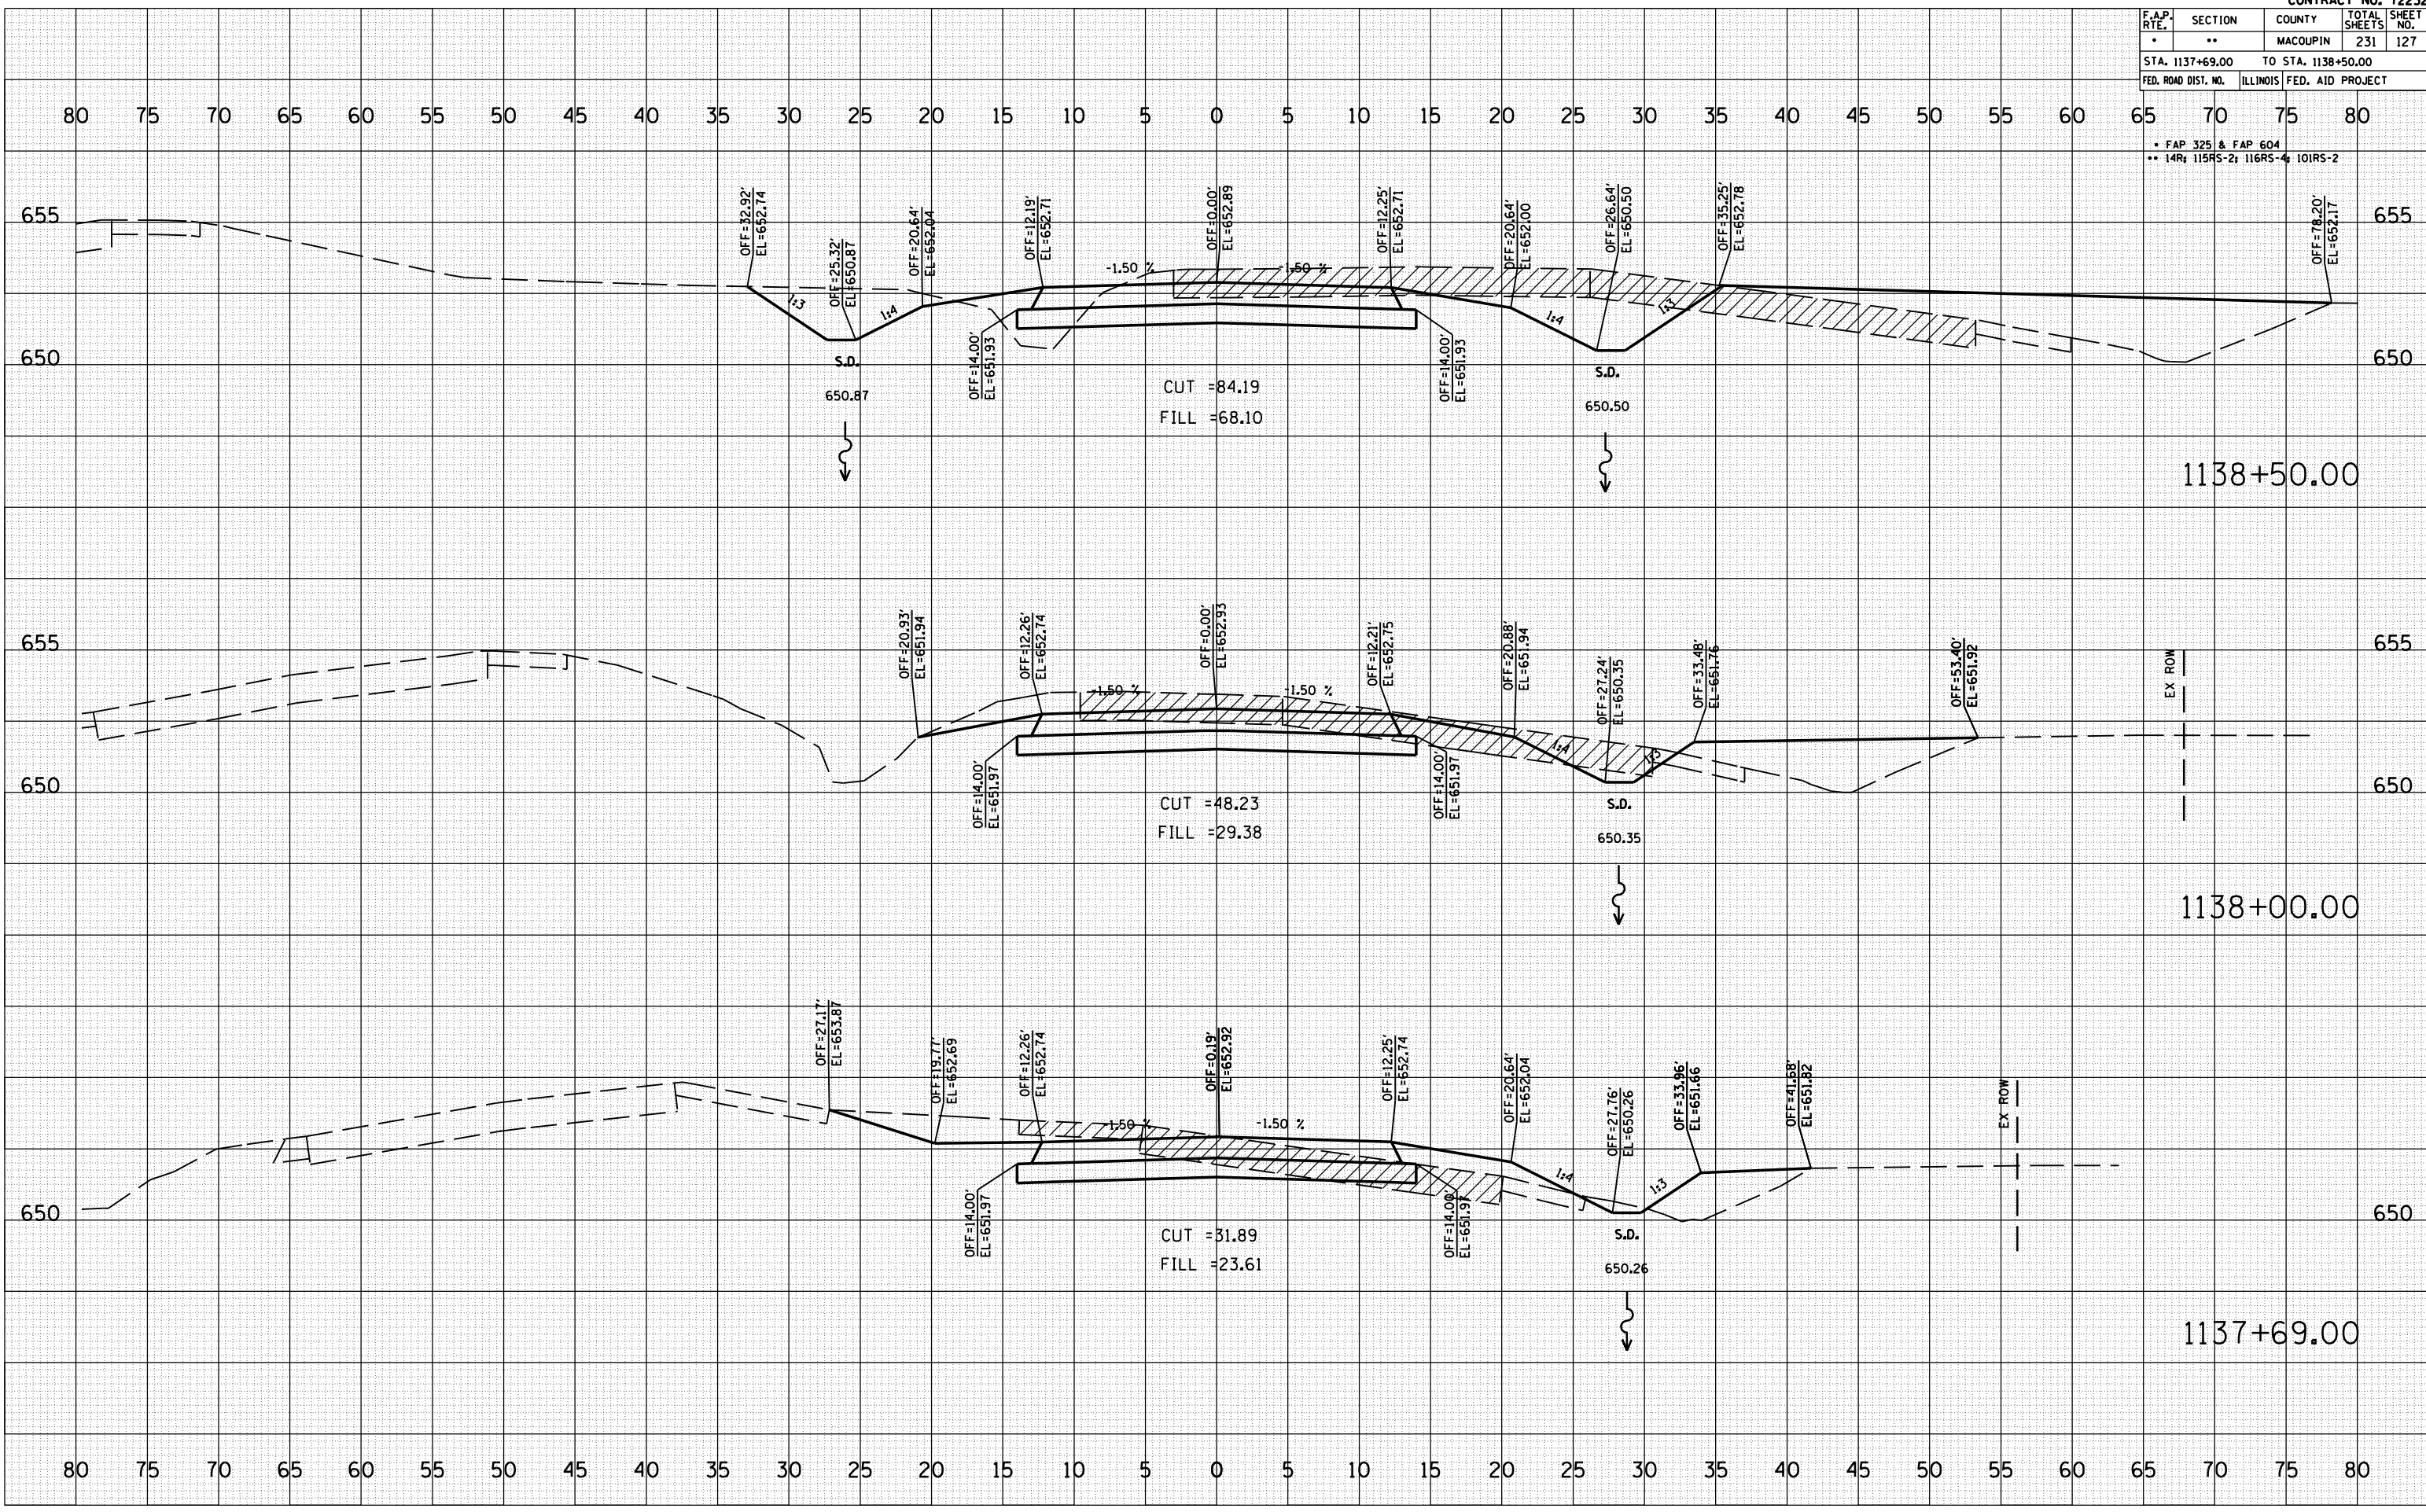 F.A.P. RTE. SECTION COUNTY TOTAL SHEETS SHEET NO.
* ** MACOUPIN 231 127
STA. 1137+69.00 TO STA. 1138+50.00
FED. ROAD DIST. NO. ILLINOIS FED. AID PROJECT
80 75 70 65 60 55 50 45 40 35 30 25 20 15 10 5 0 5 10 15 20 25 30 35 40 45 50 55 60 65 70 75 80
* FAP 325 & FAP 604
** 14R; 115RS-2; 116RS-4; 101RS-2
655
655
OFF=32.92'
EL=652.74
OFF=25.32'
EL=650.87
OFF=20.64'
EL=652.04
OFF=12.19'
EL=652.71
OFF=0.00'
EL=652.89
OFF=12.25'
EL=652.71
OFF=20.64'
EL=652.00
OFF=26.64'
EL=650.50
OFF=35.25'
EL=652.78
OFF=78.20'
EL=652.17
-1.50 %
-1.50 %
1:3
1:4
1:4
1:3
650
650
S.D.
650.87
OFF=14.00'
EL=651.93
CUT =84.19
FILL =68.10
OFF=14.00'
EL=651.93
S.D.
650.50
1138+50.00
655
655
OFF=20.93'
EL=651.94
OFF=12.26'
EL=652.74
OFF=0.00'
EL=652.93
OFF=12.21'
EL=652.75
OFF=20.88'
EL=651.94
OFF=27.24'
EL=650.35
OFF=33.48'
EL=651.76
OFF=53.40'
EL=651.92
EX ROW
-1.50 %
-1.50 %
1:4
1:3
650
650
OFF=14.00'
EL=651.97
CUT =48.23
FILL =29.38
OFF=14.00'
EL=651.97
S.D.
650.35
1138+00.00
OFF=27.17'
EL=653.87
OFF=19.77'
EL=652.69
OFF=12.26'
EL=652.74
OFF=0.19'
EL=652.92
OFF=12.25'
EL=652.74
OFF=20.64'
EL=652.04
OFF=27.76'
EL=650.26
OFF=33.96'
EL=651.66
OFF=41.68'
EL=651.82
EX ROW
-1.50 %
-1.50 %
1:4
1:3
650
650
OFF=14.00'
EL=651.97
CUT =31.89
FILL =23.61
OFF=14.00'
EL=651.97
S.D.
650.26
1137+69.00
80 75 70 65 60 55 50 45 40 35 30 25 20 15 10 5 0 5 10 15 20 25 30 35 40 45 50 55 60 65 70 75 80